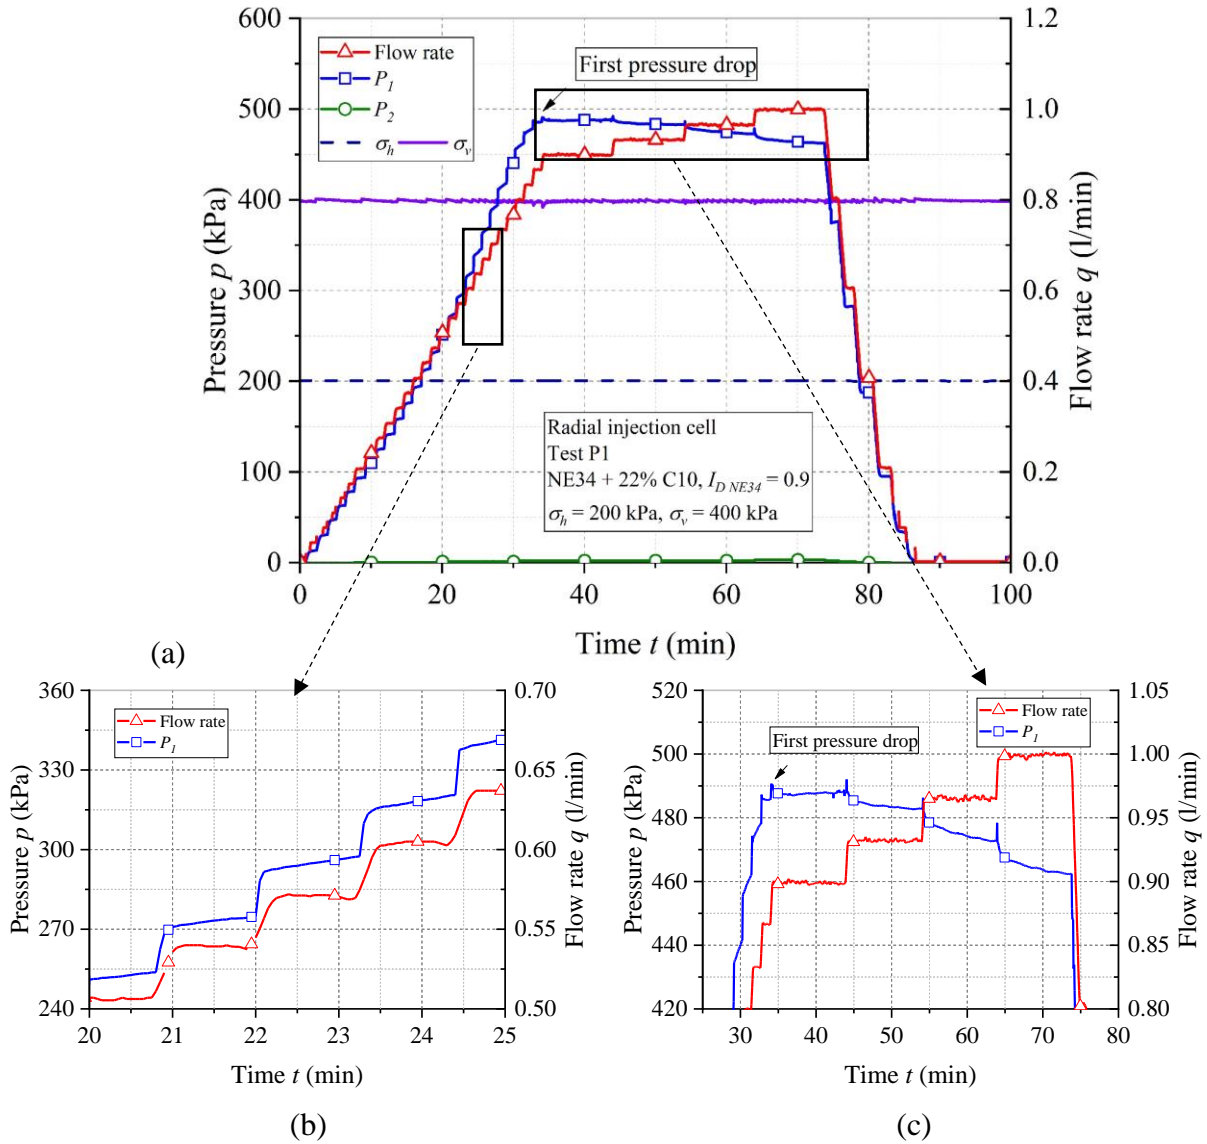 600
500
400
300
200
100
0
Pressure p (kPa)
1.2
1.0
0.8
0.6
0.4
0.2
0.0
Flow rate q (l/min)
Flow rate
P1
P2
σh σv
First pressure drop
Radial injection cell
Test P1
NE34 + 22% C10, ID NE34 = 0.9
σh = 200 kPa, σv = 400 kPa
0 20 40 60 80 100
Time t (min)
(a)
360
330
300
270
240
Pressure p (kPa)
Flow rate
P1
0.70
0.65
0.60
0.55
0.50
Flow rate q (l/min)
20 21 22 23 24 25
Time t (min)
(b)
520
500
480
460
440
420
Pressure p (kPa)
Flow rate
P1
First pressure drop
1.05
1.00
0.95
0.90
0.85
0.80
Flow rate q (l/min)
30 40 50 60 70 80
Time t (min)
(c)